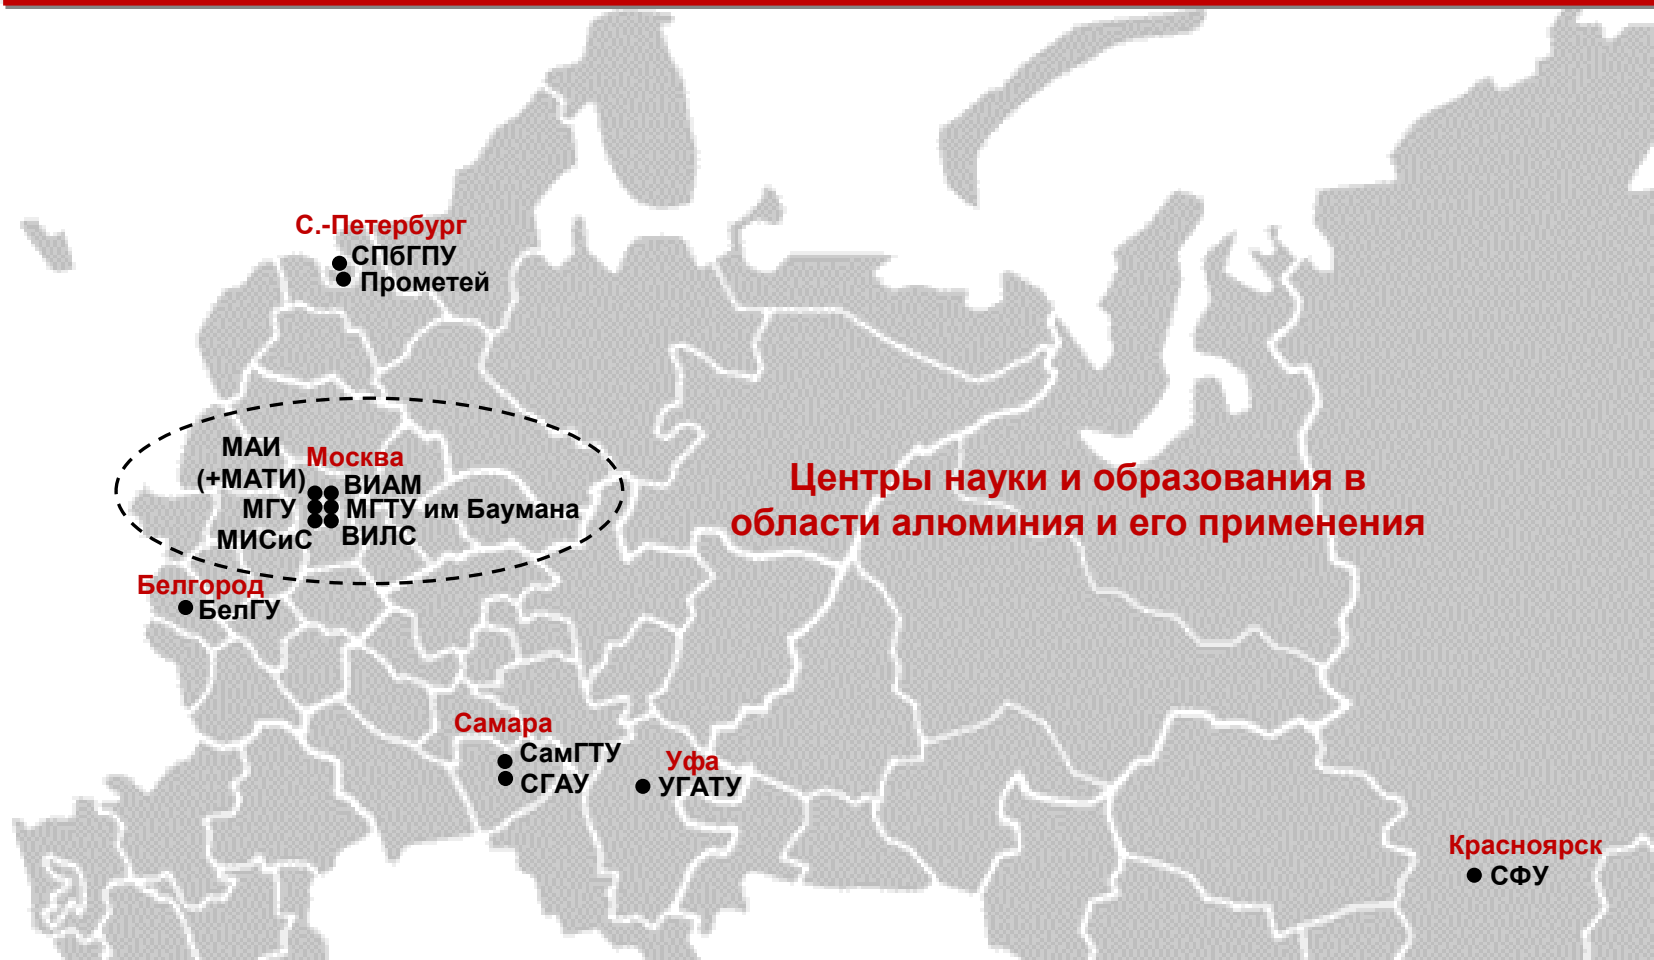 С.-Петербург
СПбГПУ
Прометей
МАИ
(+МАТИ)
МГУ
МИСиС
Москва
ВИАМ
МГТУ им Баумана
ВИЛС
Центры науки и образования в
области алюминия и его применения
Белгород
БелГУ
Самара
СамГТУ
СГАУ
Уфа
УГАТУ
Красноярск
СФУ